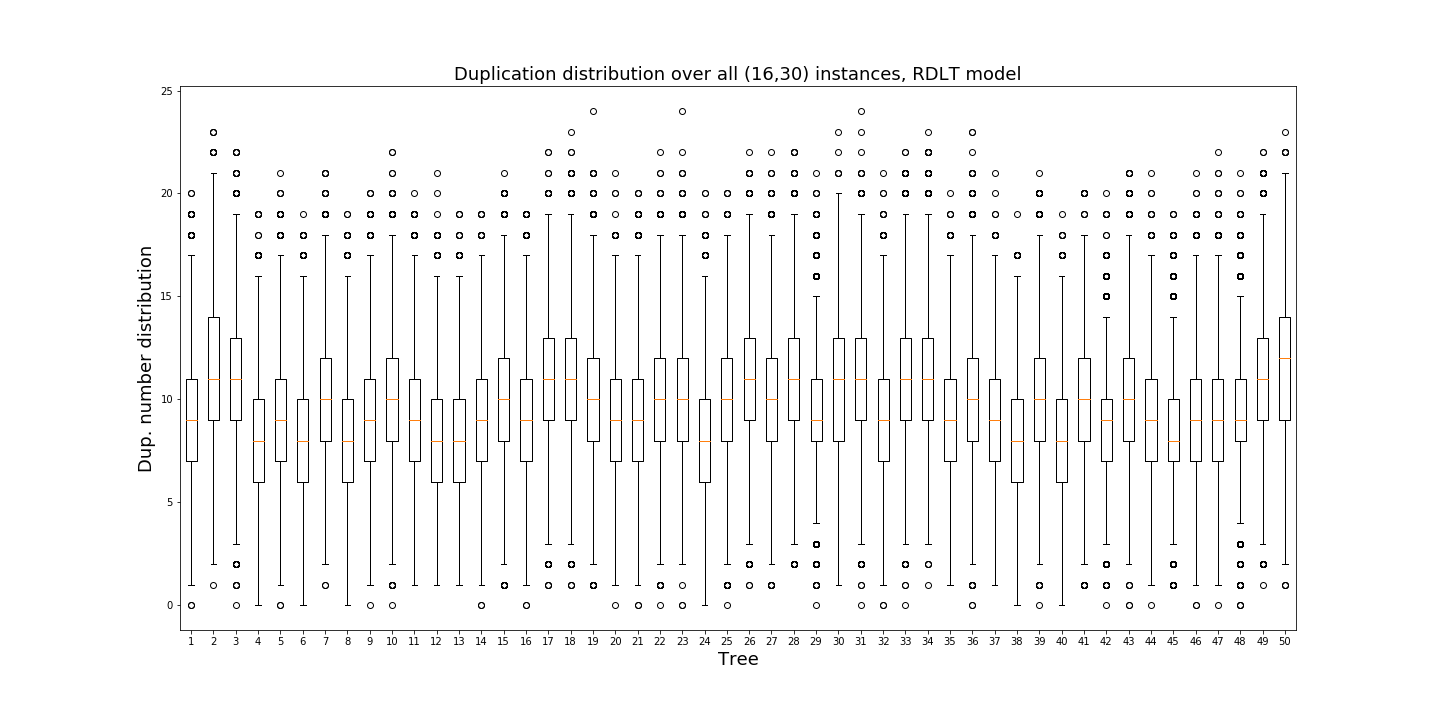 Duplication distribution over all (16,30) instances, RDLT model
25
20
15
10
5
0
Dup. number distribution
1 2 3 4 5 6 7 8 9 10 11 12 13 14 15 16 17 18 19 20 21 22 23 24 25 26 27 28 29 30 31 32 33 34 35 36 37 38 39 40 41 42 43 44 45 46 47 48 49 50
Tree